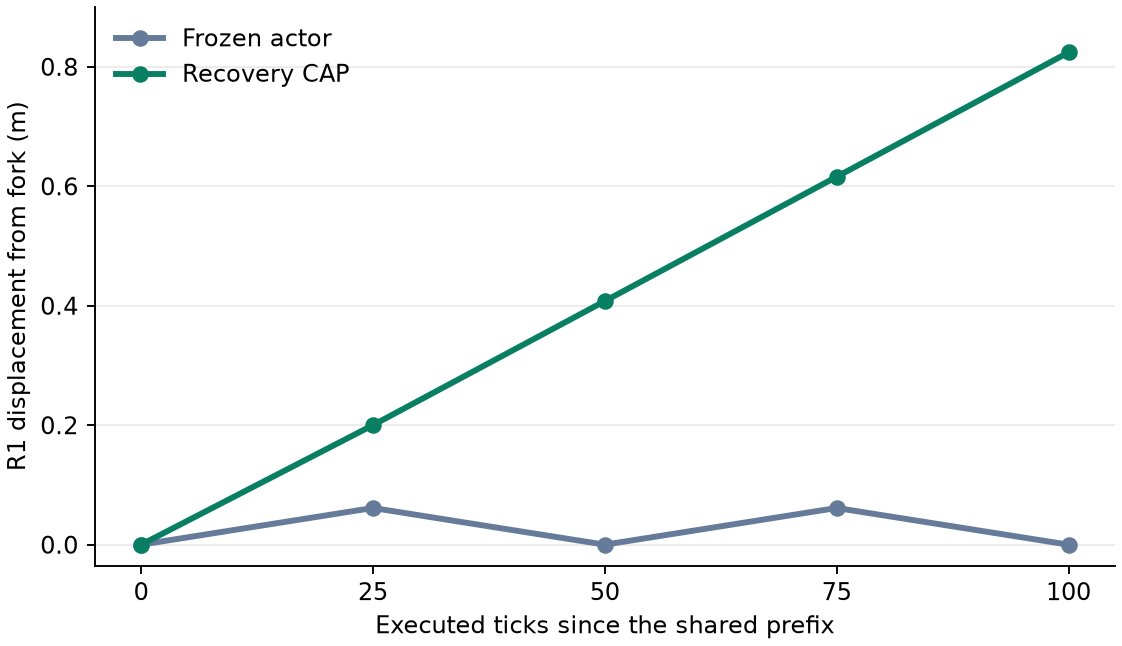 Frozen actor
Recovery CAP
R1 displacement from fork (m)
0.8
0.6
0.4
0.2
0.0
0 25 50 75 100
Executed ticks since the shared prefix